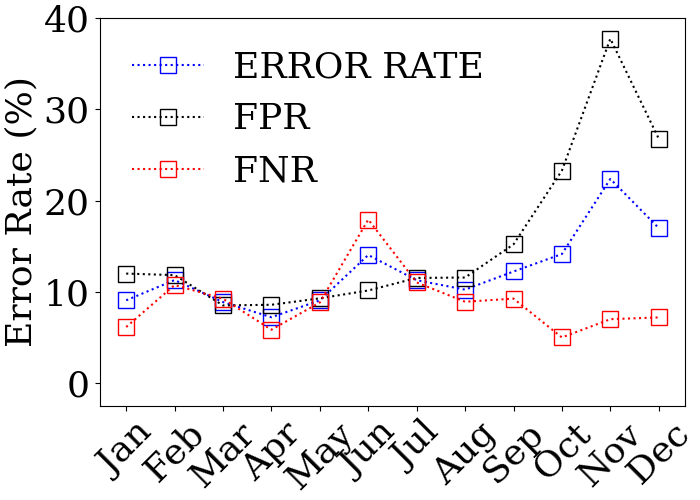 Error Rate (%)
40
30
20
10
0
ERROR RATE
FPR
FNR
Jan Feb Mar Apr May Jun Jul Aug Sep Oct Nov Dec